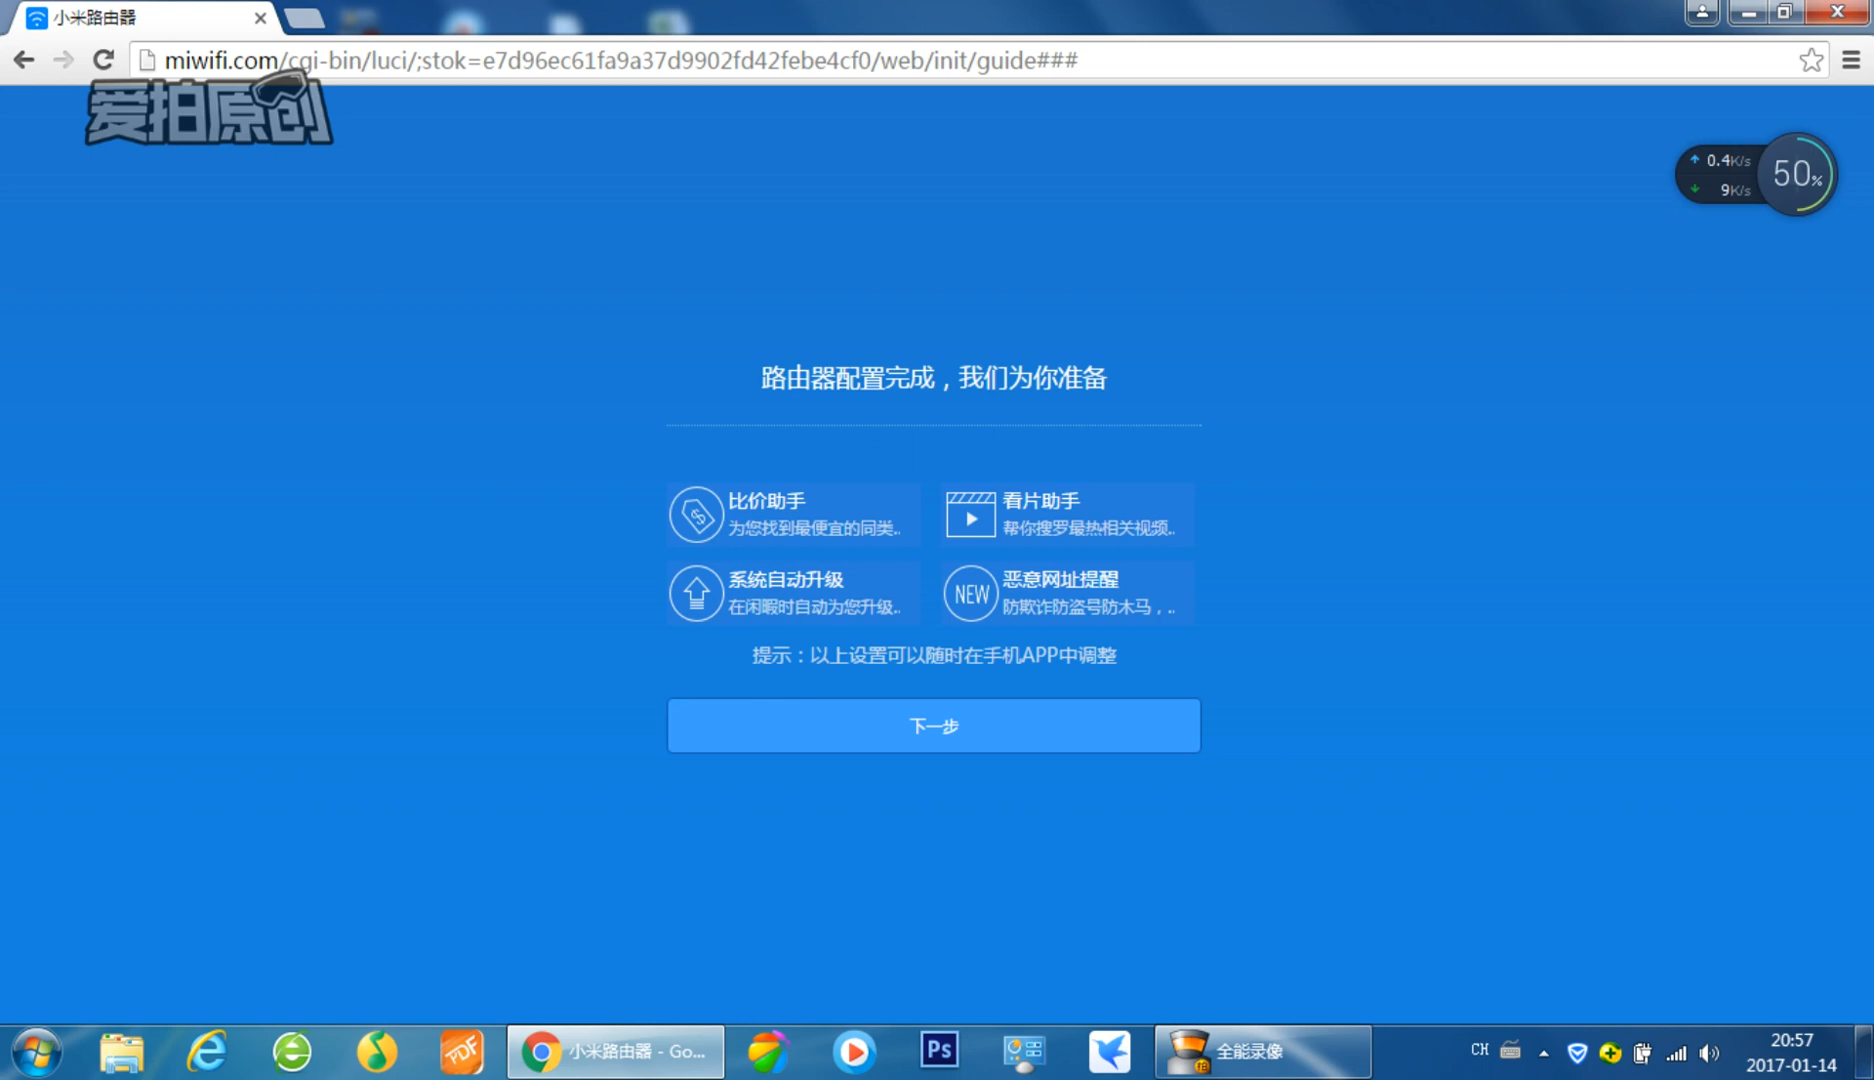 小米路由器
miwifi.com/cgi-bin/luci/;stok=e7d96ec61fa9a37d9902fd42febe4cf0/web/init/guide###
爱拍原创
0.4K/s
9K/s
50%
路由器配置完成，我们为你准备
比价助手
为您找到最便宜的同类..
看片助手
帮你搜罗最热相关视频..
系统自动升级
在闲暇时自动为您升级..
NEW
恶意网址提醒
防欺诈防盗号防木马，..
提示：以上设置可以随时在手机APP中调整
下一步
PDF
小米路由器 - Go...
Ps
全能录像
CH
20:57
2017-01-14